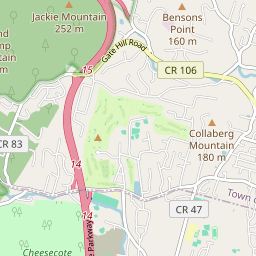 Jackie Mountain
252 m
Bensons
Point
160 m
Gate Hill Road
15
CR 106
CR 83
Collaberg
Mountain
180 m
14
CR 47
14
Parkway
Town
Cheesecote